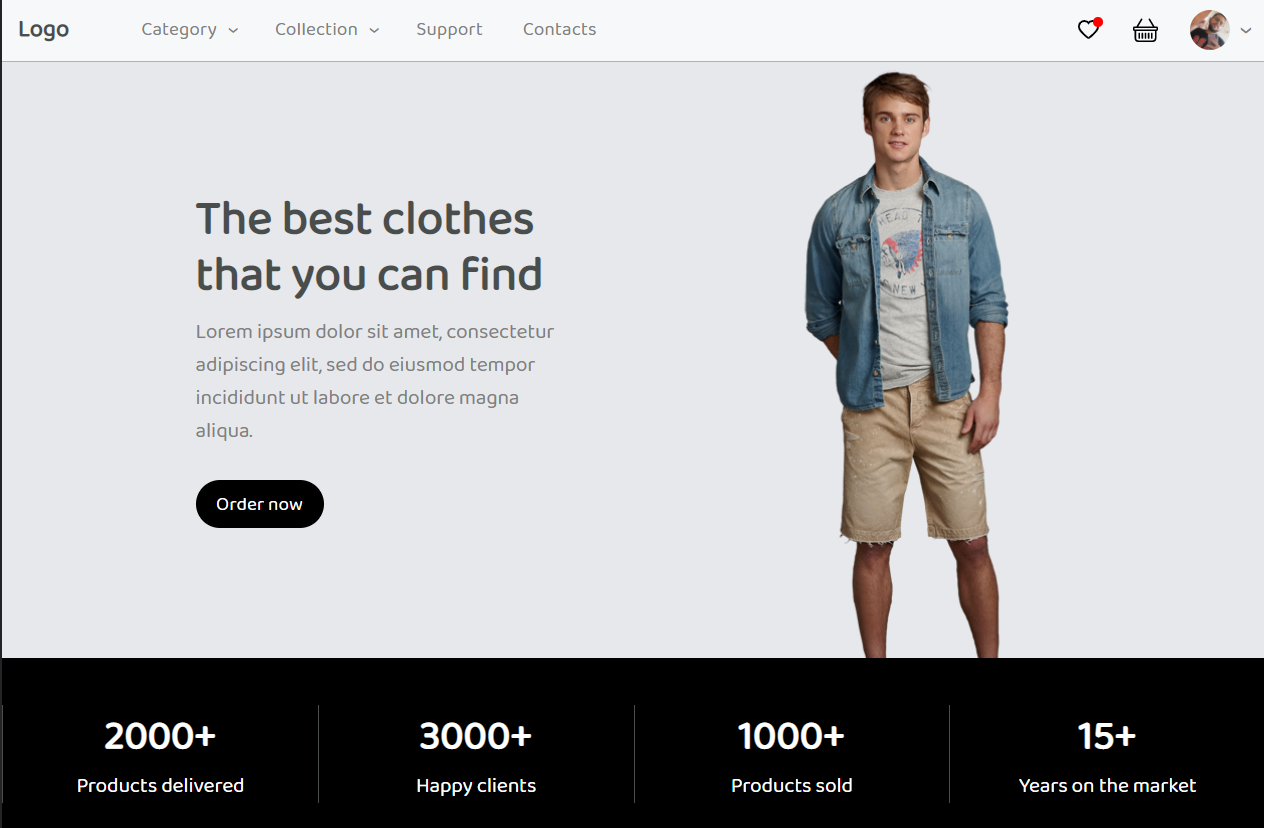 Logo
Category
Collection
Support
Contacts
The best clothes
that you can find
Lorem ipsum dolor sit amet, consectetur
adipiscing elit, sed do eiusmod tempor
incididunt ut labore et dolore magna
aliqua.
Order now
HEAD
NEW
2000+
Products delivered
3000+
Happy clients
1000+
Products sold
15+
Years on the market